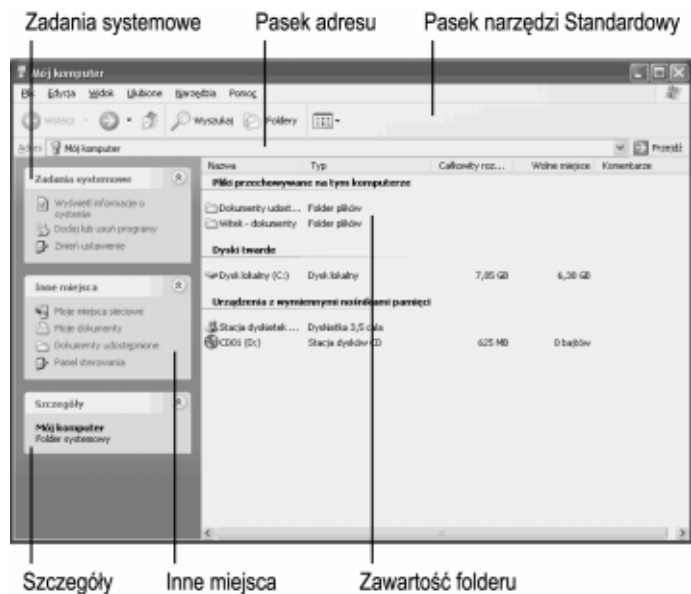 Zadania systemowe Pasek adresu Pasek narzędzi Standardowy
Mój komputer
Plik Edycja Widok Ulubione Narzędzia Pomoc
Wstecz Wyszukaj Foldery
Adres Mój komputer Przejdź
Nazwa Typ Całkowity roz... Wolne miejsce Komentarze
Zadania systemowe
Wyświetl informacje o
systemie
Dodaj lub usuń programy
Zmień ustawienie
Inne miejsca
Moje miejsca sieciowe
Moje dokumenty
Dokumenty udostępnione
Panel sterowania
Szczegóły
Mój komputer
Folder systemowy
Pliki przechowywane na tym komputerze
Dokumenty udost... Folder plików
Witek - dokumenty Folder plików
Dyski twarde
Dysk lokalny (C:) Dysk lokalny 7,85 GB 6,30 GB
Urządzenia z wymiennymi nośnikami pamięci
Stacja dyskietek ... Dyskietka 3,5 cala
CD01 (D:) Stacja dysków CD 625 MB 0 bajtów
Szczegóły Inne miejsca Zawartość folderu